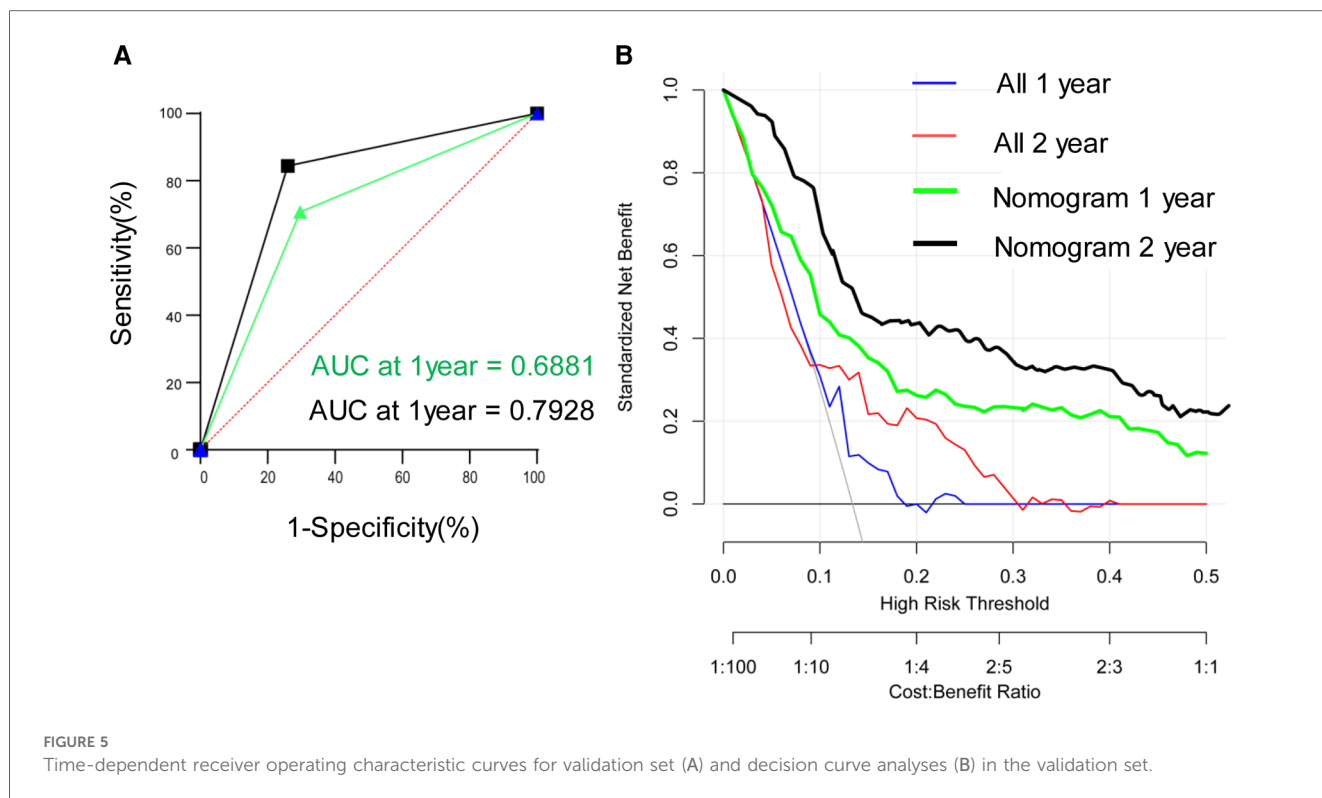 A
100
80
60
40
20
0
Sensitivity(%)
AUC at 1year = 0.6881
AUC at 1year = 0.7928
0 20 40 60 80 100
1-Specificity(%)
B
All 1 year
All 2 year
Nomogram 1 year
Nomogram 2 year
1.0
0.8
0.6
0.4
0.2
0.0
Standardized Net Benefit
0.0 0.1 0.2 0.3 0.4 0.5
High Risk Threshold
1:100 1:10 1:4 2:5 2:3 1:1
Cost:Benefit Ratio
FIGURE 5
Time-dependent receiver operating characteristic curves for validation set (A) and decision curve analyses (B) in the validation set.